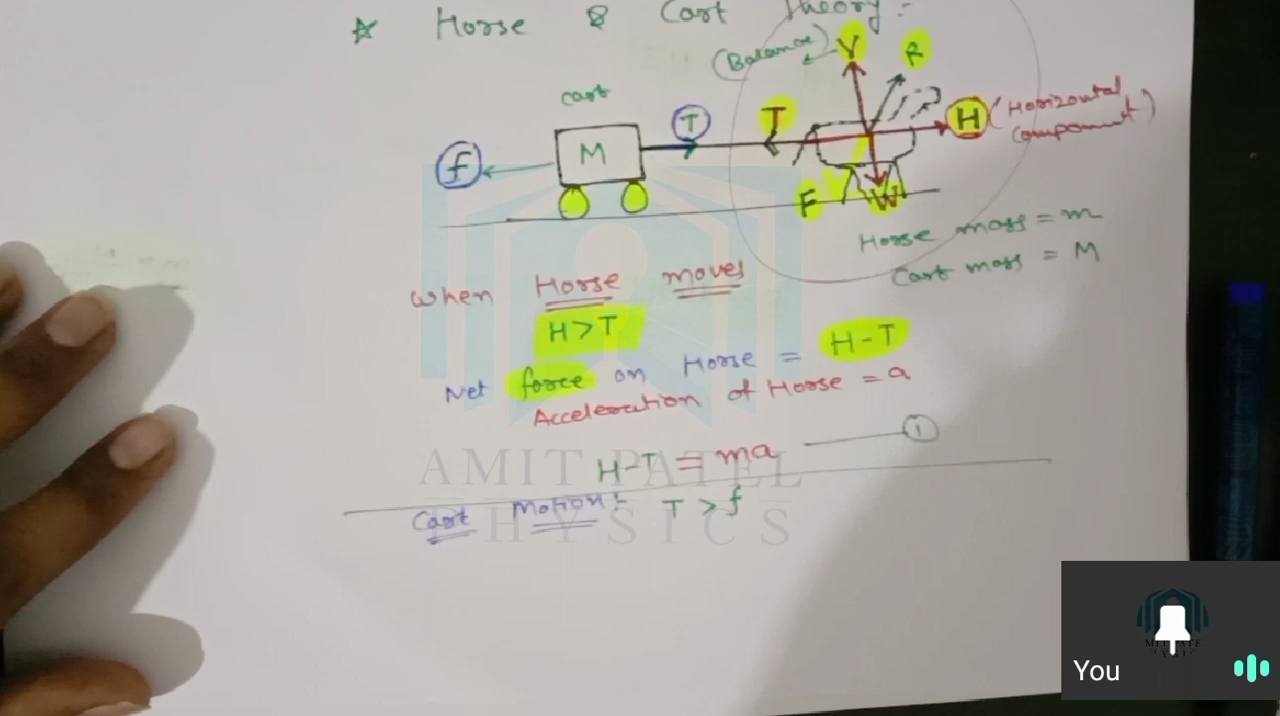 ☆ Horse & Cart Theory :-
(Balance) V R
cart
T T H (Horizontal
component)
f M
F W
Horse mass = m
Cart mass = M
When Horse moves
H > T
Net force on Horse = H - T
Acceleration of Horse = a
H - T = ma ①
Cart Motion :- T > f
AMIT PATEL
PHYSICS
You